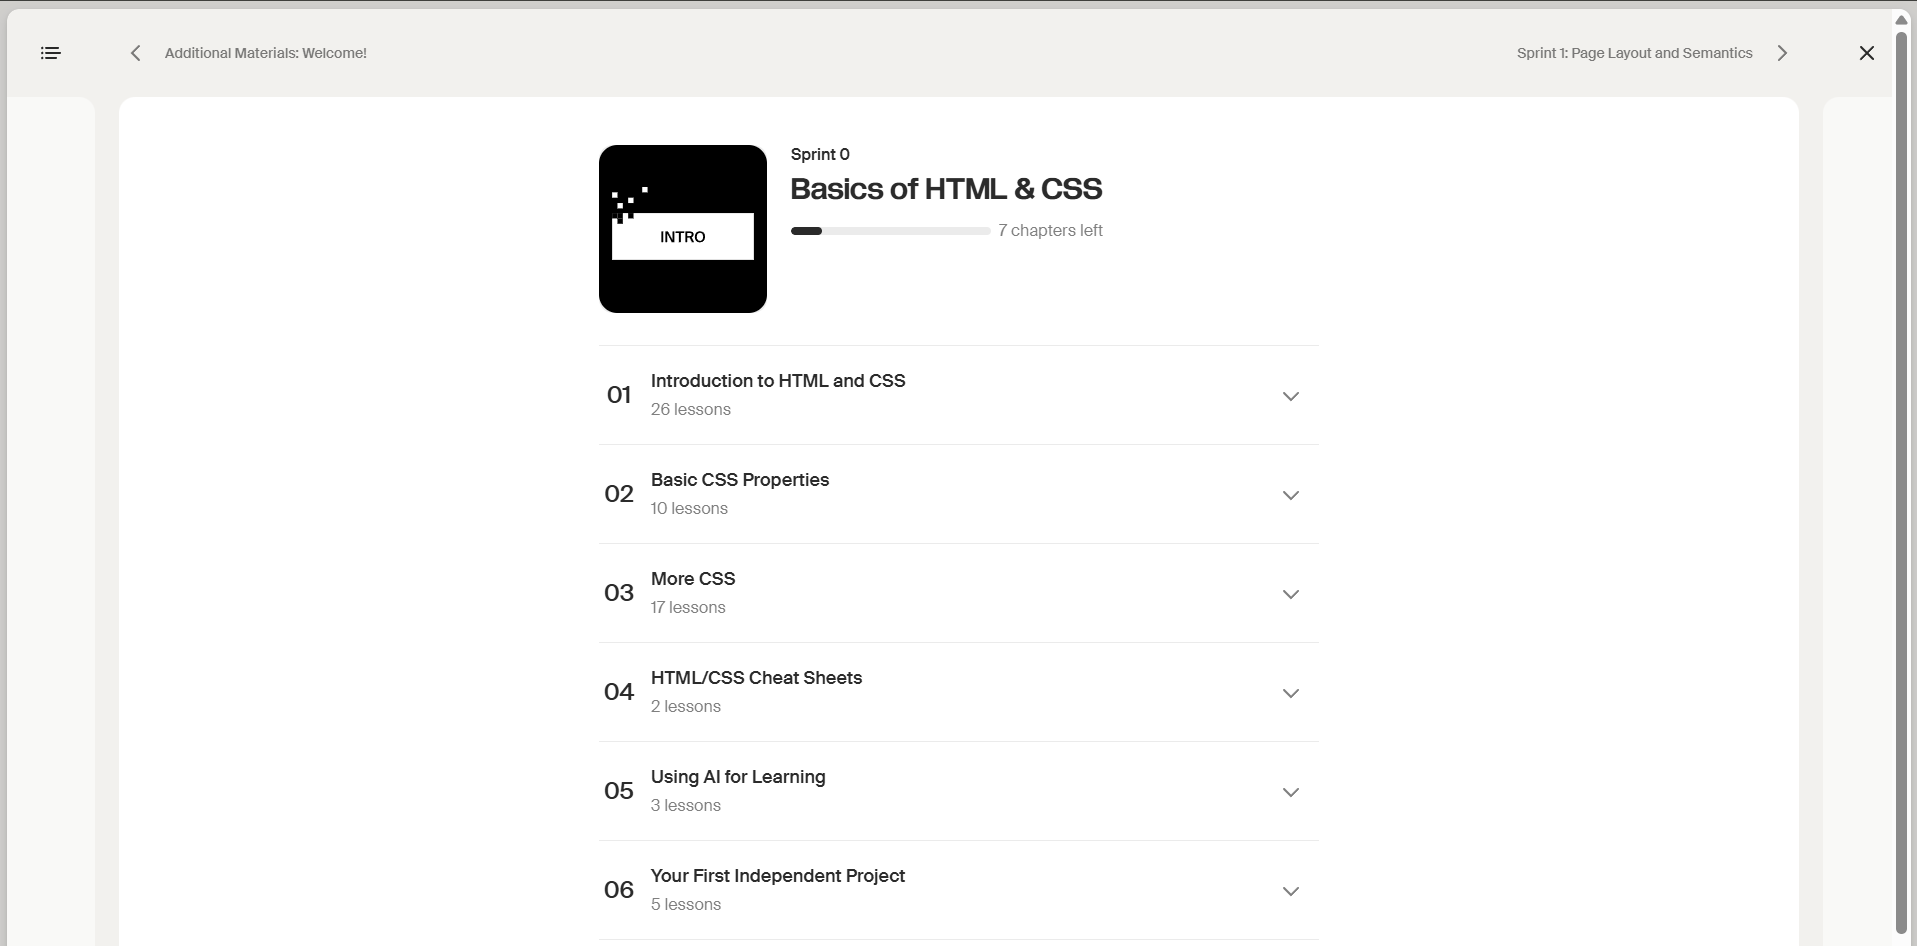 Additional Materials: Welcome!
Sprint 1: Page Layout and Semantics
INTRO
Sprint 0
Basics of HTML & CSS
7 chapters left
01
Introduction to HTML and CSS
26 lessons
02
Basic CSS Properties
10 lessons
03
More CSS
17 lessons
04
HTML/CSS Cheat Sheets
2 lessons
05
Using AI for Learning
3 lessons
06
Your First Independent Project
5 lessons